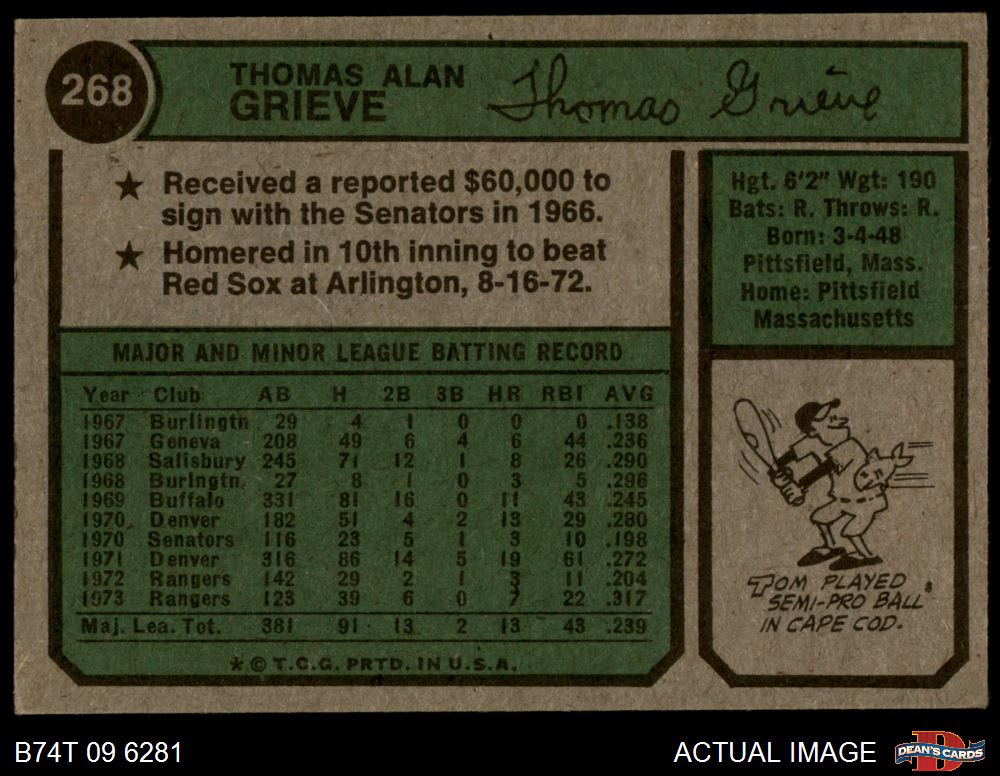 268
THOMAS ALAN
GRIEVE
Thomas Grieve
★ Received a reported $60,000 to
sign with the Senators in 1966.
★ Homered in 10th inning to beat
Red Sox at Arlington, 8-16-72.
Hgt. 6'2" Wgt: 190
Bats: R. Throws: R.
Born: 3-4-48
Pittsfield, Mass.
Home: Pittsfield
Massachusetts
MAJOR AND MINOR LEAGUE BATTING RECORD
Year Club AB H 2B 3B HR RBI AVG
1967 Burlingtn 29 4 1 0 0 0 .138
1967 Geneva 208 49 6 4 6 44 .236
1968 Salisbury 245 71 12 1 8 26 .290
1968 Burlngtn. 27 8 1 0 3 5 .296
1969 Buffalo 331 81 16 0 11 43 .245
1970 Denver 182 51 4 2 13 29 .280
1970 Senators 116 23 5 1 3 10 .198
1971 Denver 316 86 14 5 19 61 .272
1972 Rangers 142 29 2 1 3 11 .204
1973 Rangers 123 39 6 0 7 22 .317
Maj. Lea. Tot. 381 91 13 2 13 43 .239
* © T.C.G. PRTD. IN U.S.A.
TOM PLAYED
SEMI-PRO BALL
IN CAPE COD.
B74T 09 6281
ACTUAL IMAGE
DEAN'S CARDS